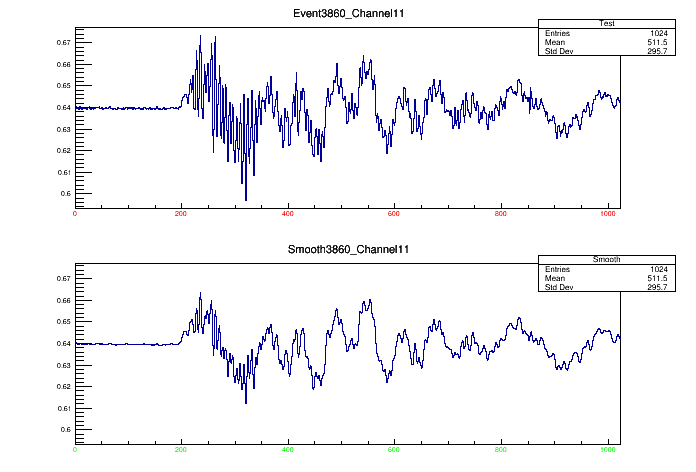 Event3860_Channel11
Test
Entries 1024
Mean 511.5
Std Dev 295.7
0.67
0.66
0.65
0.64
0.63
0.62
0.61
0.6
0 200 400 600 800 1000
Smooth3860_Channel11
Smooth
Entries 1024
Mean 511.5
Std Dev 295.7
0.67
0.66
0.65
0.64
0.63
0.62
0.61
0.6
0 200 400 600 800 1000